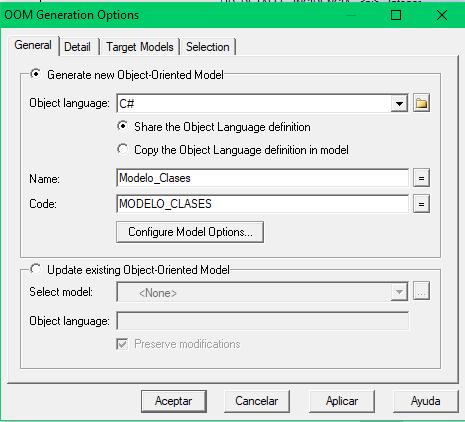 OOM Generation Options
General
Detail
Target Models
Selection
Generate new Object-Oriented Model
Object language:
C#
Share the Object Language definition
Copy the Object Language definition in model
Name:
Modelo_Clases
=
Code:
MODELO_CLASES
=
Configure Model Options...
Update existing Object-Oriented Model
Select model:
<None>
...
Object language:
Preserve modifications
Aceptar
Cancelar
Aplicar
Ayuda